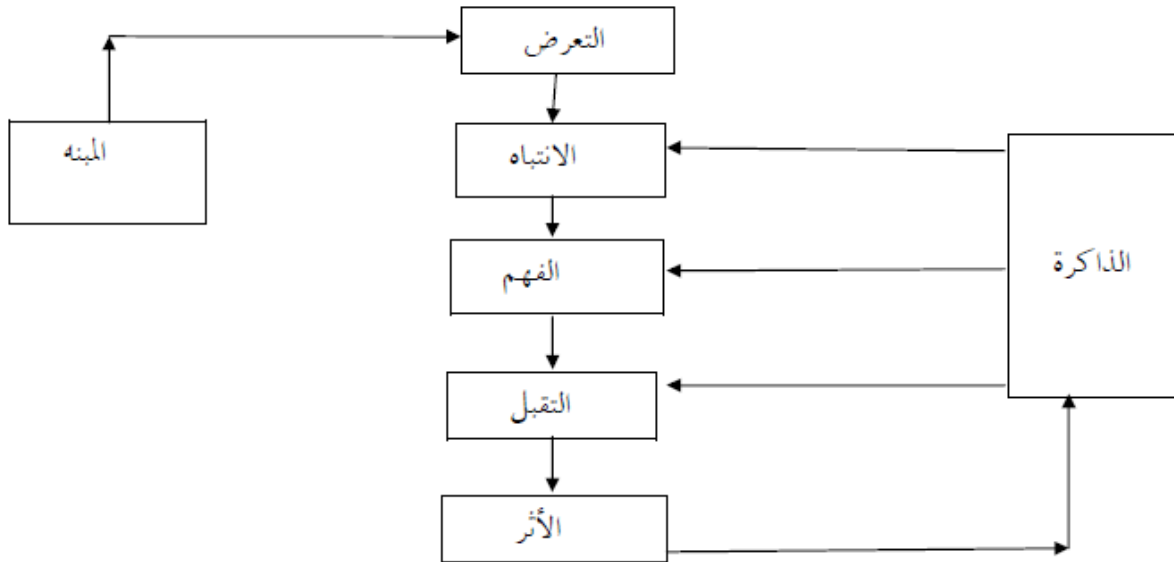 التعرض
المنبه
الانتباه
الذاكرة
الفهم
التقبل
الأثر